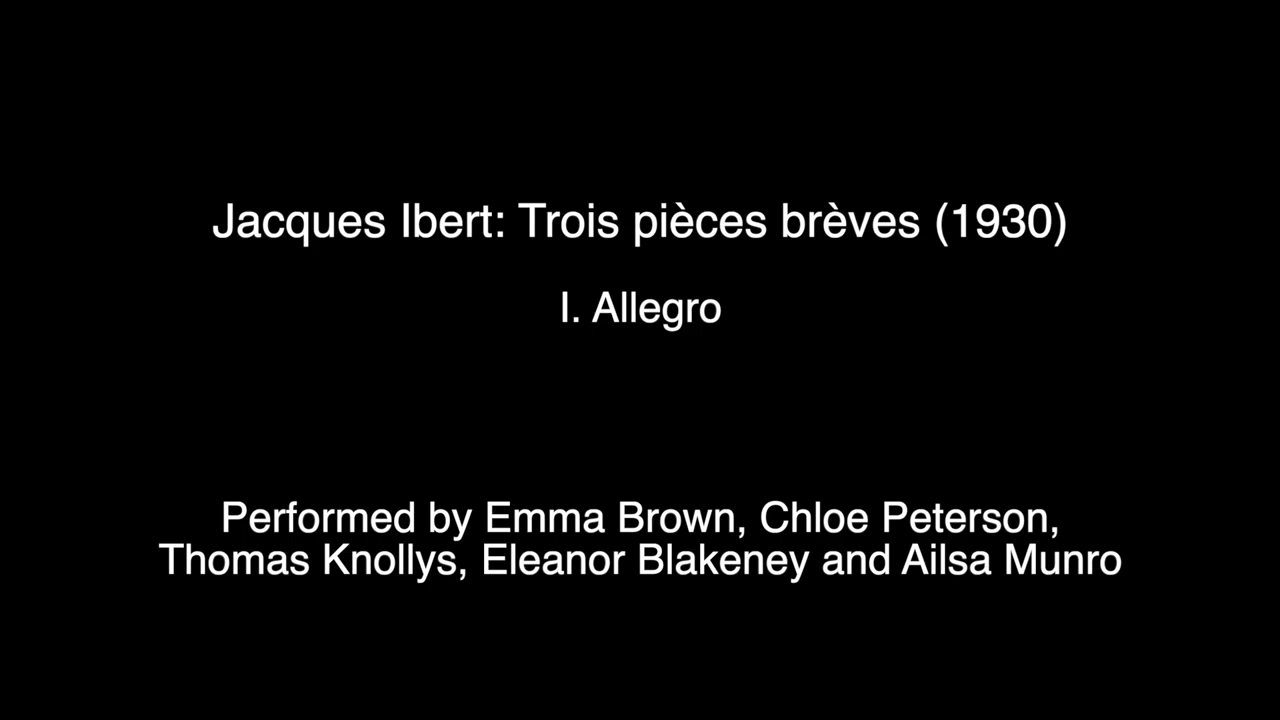 Jacques Ibert: Trois pièces brèves (1930)
I. Allegro
Performed by Emma Brown, Chloe Peterson,
Thomas Knollys, Eleanor Blakeney and Ailsa Munro